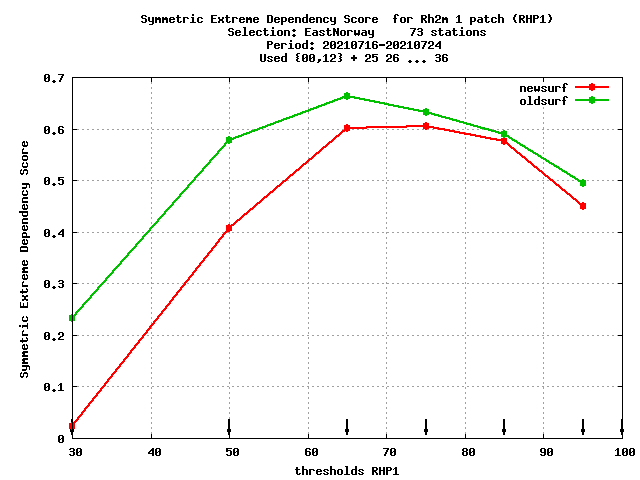 Symmetric Extreme Dependency Score  for Rh2m 1 patch (RHP1)
Selection: EastNorway     73 stations
Period: 20210716-20210724
Used {00,12} + 25 26 ... 36
newsurf
oldsurf
0.7
0.6
0.5
0.4
0.3
0.2
0.1
0
Symmetric Extreme Dependency Score
30 40 50 60 70 80 90 100
thresholds RHP1